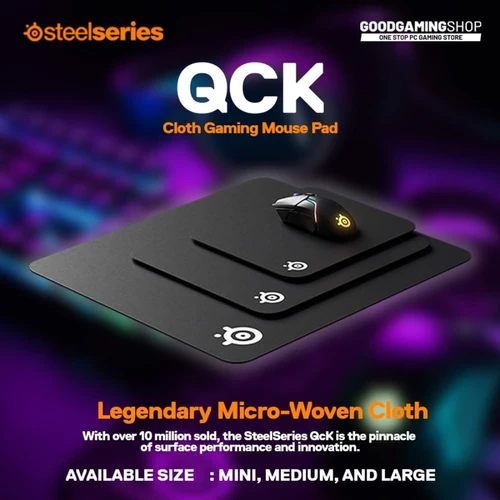 steelseries
GOODGAMINGSHOP
ONE STOP PC GAMING STORE
QCK
Cloth Gaming Mouse Pad
Legendary Micro-Woven Cloth
With over 10 million sold, the SteelSeries QcK is the pinnacle
of surface performance and innovation.
AVAILABLE SIZE : MINI, MEDIUM, AND LARGE